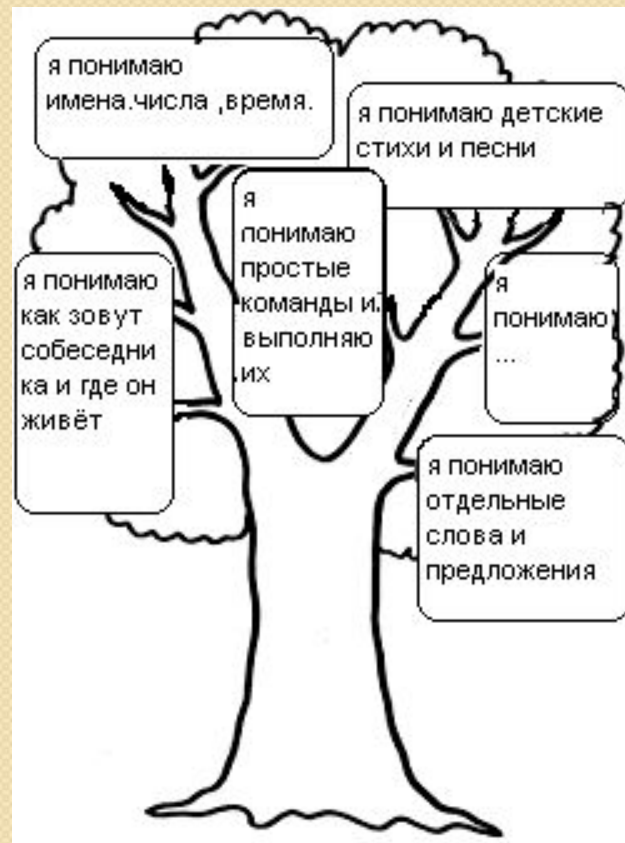 я понимаю
имена.числа ,время.
я понимаю детские
стихи и песни
я
понимаю
простые
команды и.
выполняю
их
я понимаю
как зовут
собеседни
ка и где он
живёт
я
понимаю
...
я понимаю
отдельные
слова и
предложения